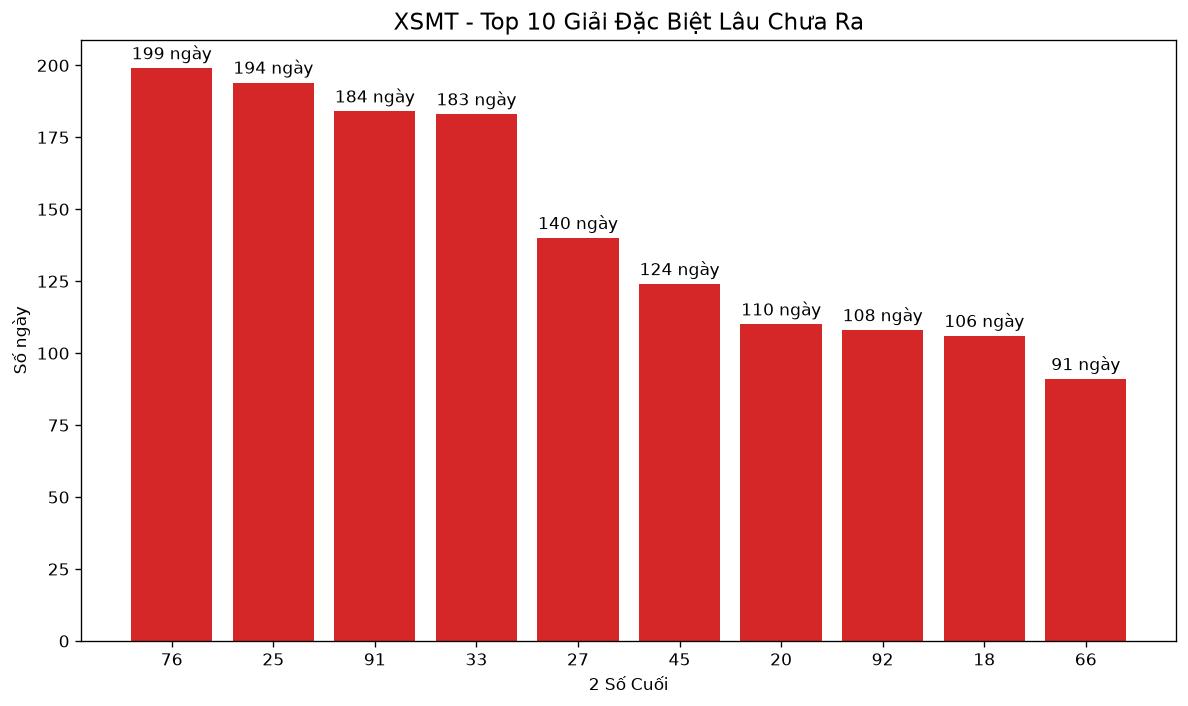 XSMT - Top 10 Giải Đặc Biệt Lâu Chưa Ra
199 ngày
194 ngày
184 ngày
183 ngày
140 ngày
124 ngày
110 ngày
108 ngày
106 ngày
91 ngày
Số ngày
200
175
150
125
100
75
50
25
0
76 25 91 33 27 45 20 92 18 66
2 Số Cuối